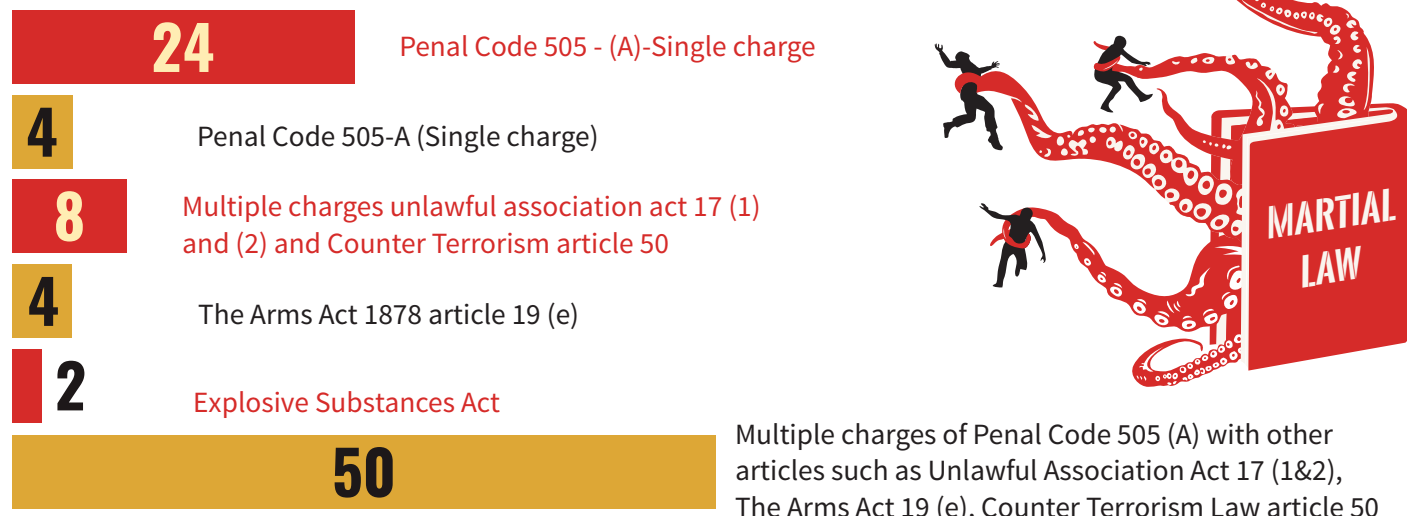 24
Penal Code 505 - (A)-Single charge
4
Penal Code 505-A (Single charge)
8
Multiple charges unlawful association act 17 (1)
and (2) and Counter Terrorism article 50
4
The Arms Act 1878 article 19 (e)
2
Explosive Substances Act
50
Multiple charges of Penal Code 505 (A) with other
articles such as Unlawful Association Act 17 (1&2),
The Arms Act 19 (e), Counter Terrorism Law article 50
MARTIAL
LAW